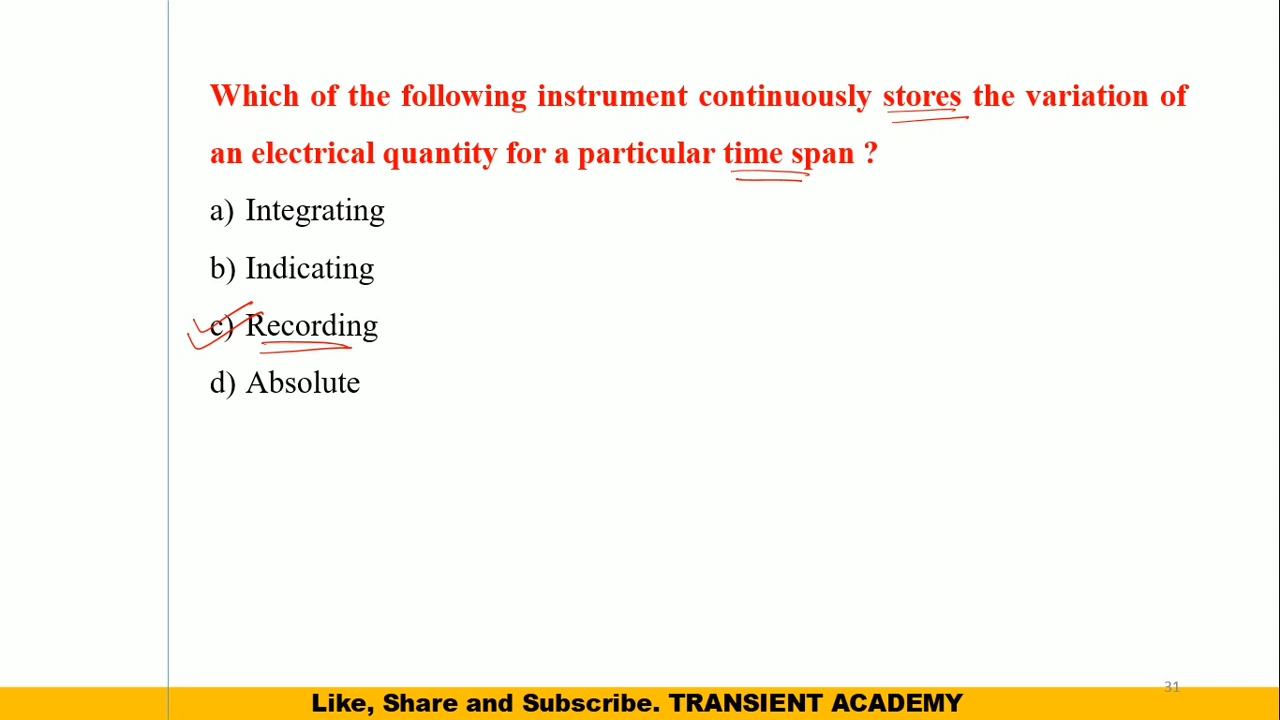 Which of the following instrument continuously stores the variation of
an electrical quantity for a particular time span ?
a) Integrating
b) Indicating
c) Recording
d) Absolute
31
Like, Share and Subscribe. TRANSIENT ACADEMY